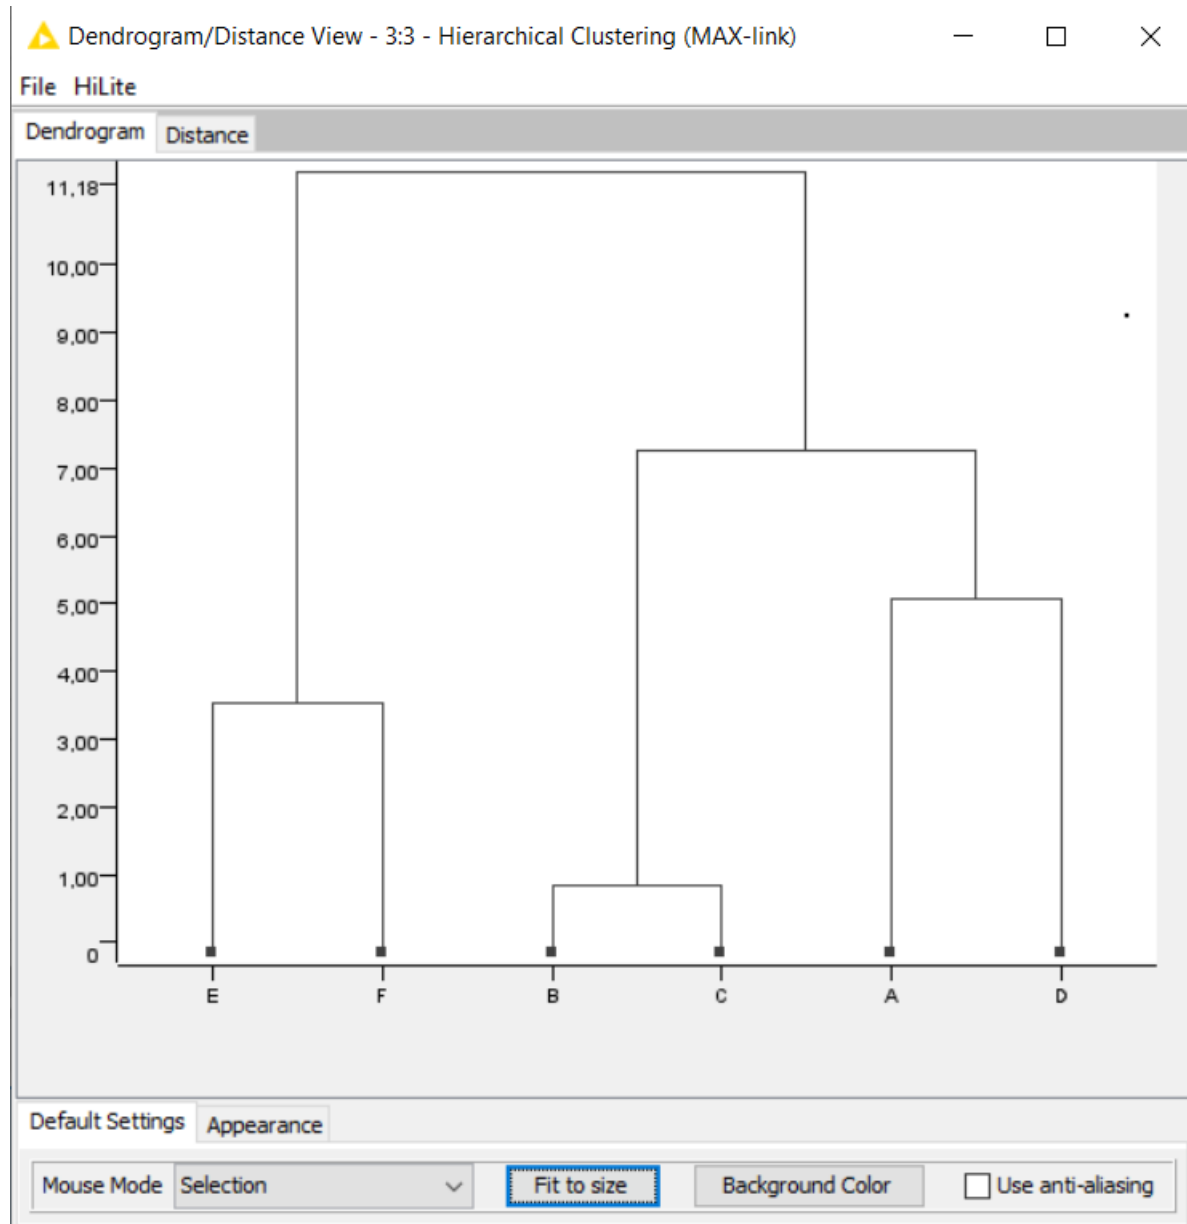 Dendrogram/Distance View - 3:3 - Hierarchical Clustering (MAX-link)
File HiLite
Dendrogram Distance
11,18
10,00
9,00
8,00
7,00
6,00
5,00
4,00
3,00
2,00
1,00
0
E F B C A D
Default Settings Appearance
Mouse Mode Selection Fit to size Background Color Use anti-aliasing